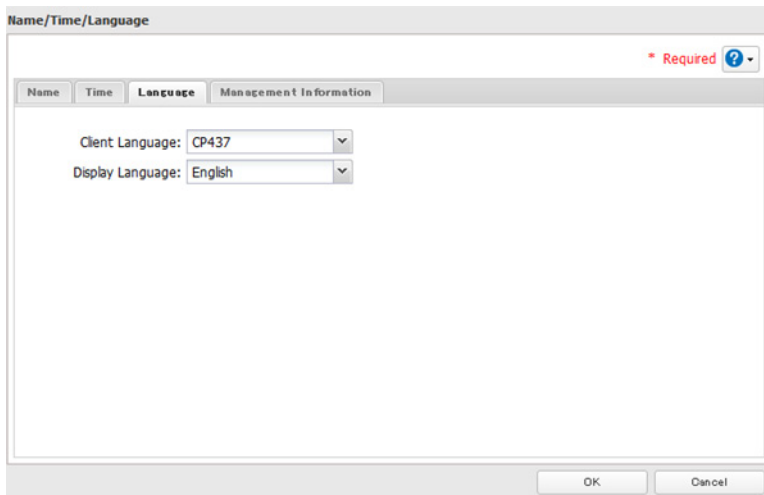 Name/Time/Language
* Required ?
Name Time Language Management Information
Client Language: CP437
Display Language: English
OK Cancel